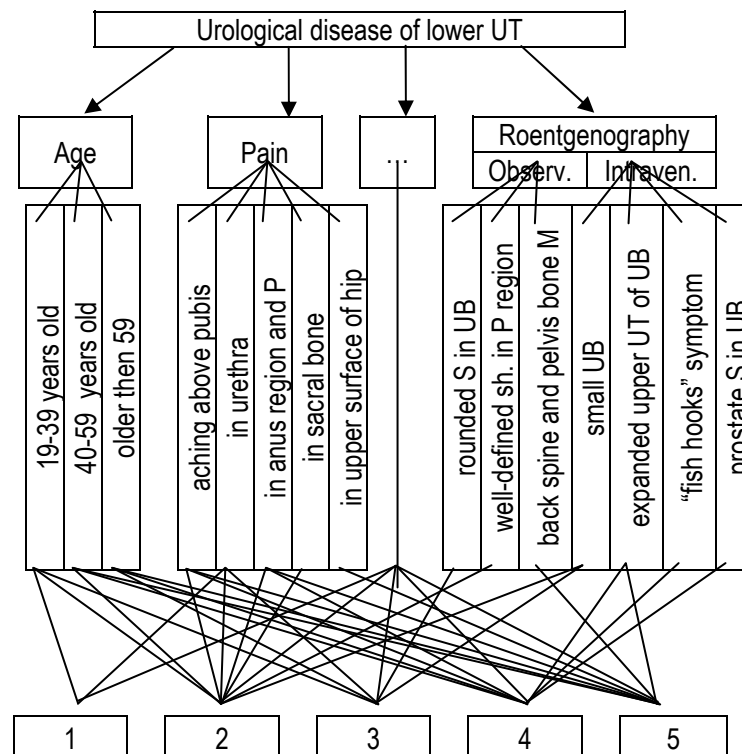 Urological disease of lower UT
Age
Pain
...
Roentgenography
Observ.
Intraven.
19-39 years old
40-59 years old
older then 59
aching above pubis
in urethra
in anus region and P
in sacral bone
in upper surface of hip
rounded S in UB
well-defined sh. in P region
back spine and pelvis bone M
small UB
expanded upper UT of UB
“fish hooks” symptom
prostate S in UB
1
2
3
4
5